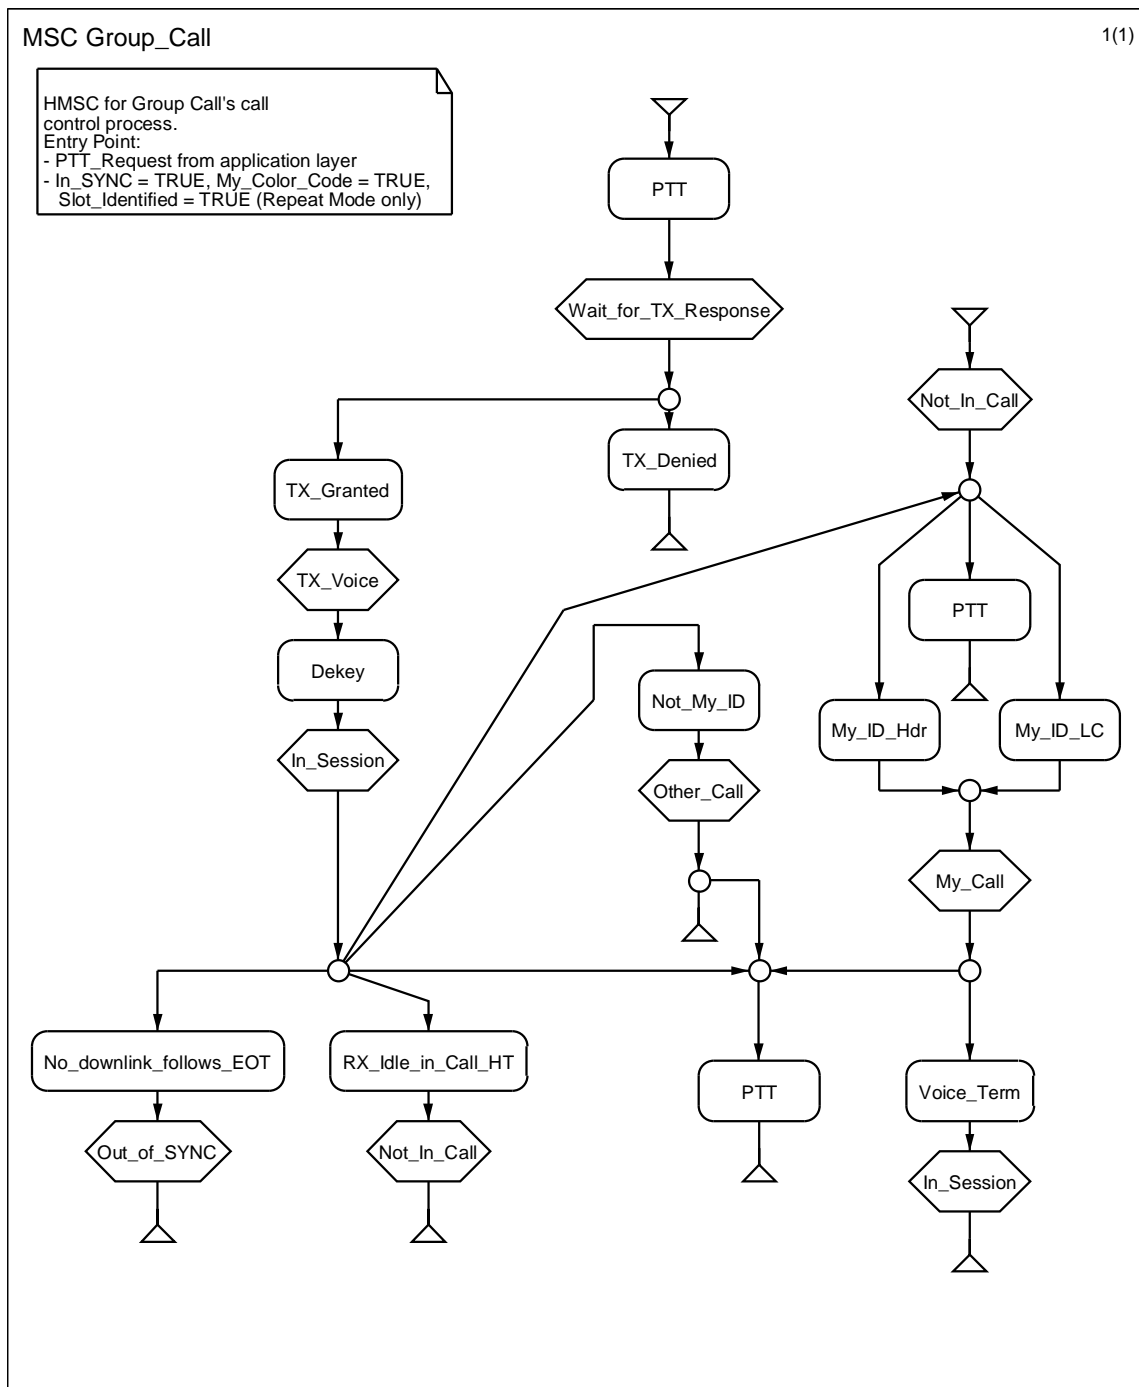 MSC Group_Call
1(1)
HMSC for Group Call's call
control process.
Entry Point:
- PTT_Request from application layer
- In_SYNC = TRUE, My_Color_Code = TRUE,
Slot_Identified = TRUE (Repeat Mode only)
PTT
Wait_for_TX_Response
Not_In_Call
TX_Granted
TX_Denied
TX_Voice
PTT
Dekey
Not_My_ID
My_ID_Hdr
My_ID_LC
In_Session
Other_Call
My_Call
No_downlink_follows_EOT
RX_Idle_in_Call_HT
PTT
Voice_Term
Out_of_SYNC
Not_In_Call
In_Session